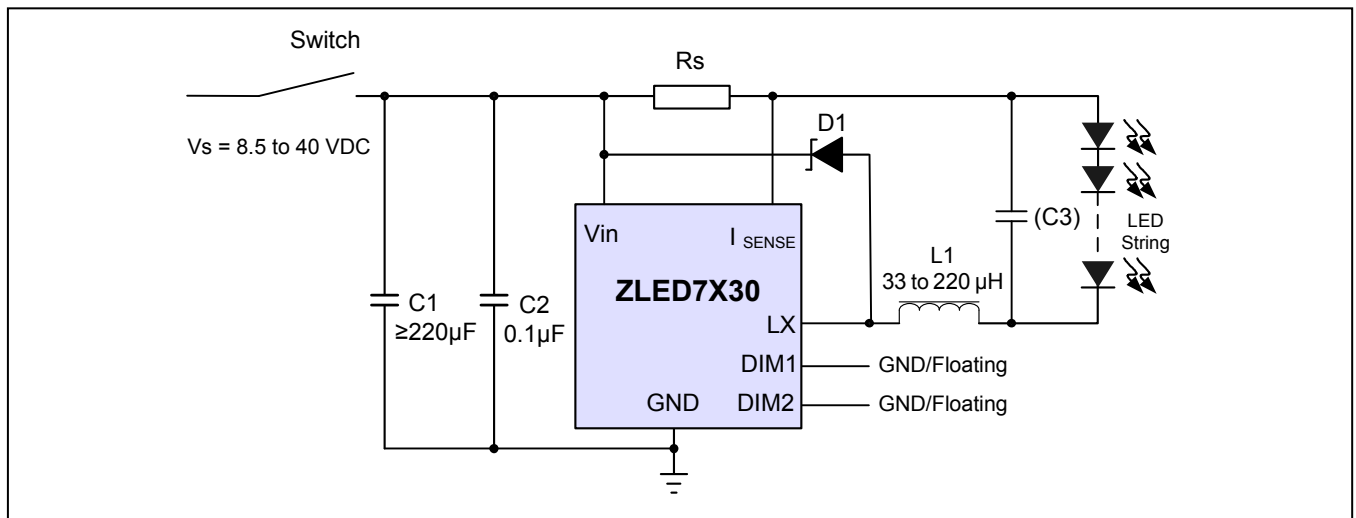 Switch
Rs
Vs = 8.5 to 40 VDC
D1
Vin
I SENSE
(C3)
LED
String
L1
33 to 220 µH
ZLED7X30
C1
≥220µF
C2
0.1µF
LX
DIM1
GND/Floating
GND
DIM2
GND/Floating